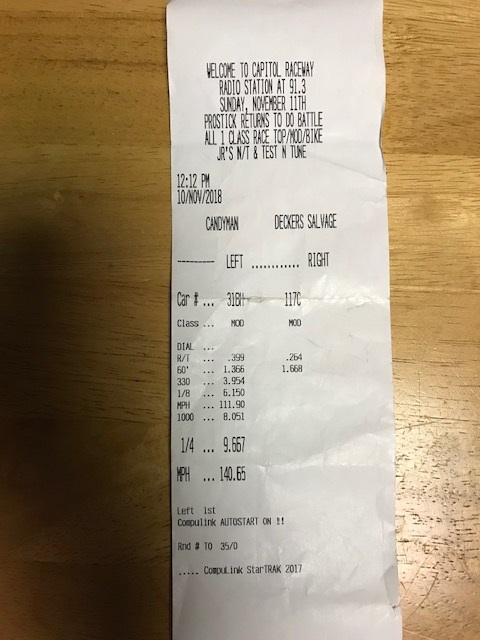 WELCOME TO CAPITOL RACEWAY
RADIO STATION AT 91.3
SUNDAY, NOVEMBER 11TH
PROSTICK RETURNS TO DO BATTLE
ALL 1 CLASS RACE TOP/MOD/BIKE
JR'S N/T & TEST N TUNE
12:12 PM
10/NOV/2018
CANDYMAN DECKERS SALVAGE
--------- LEFT ............ RIGHT
Car # ... 31BH 117C
Class ... MOD MOD
DIAL ...
R/T ... .399 .264
60' ... 1.366 1.668
330 ... 3.954
1/8 ... 6.150
MPH ... 111.90
1000 ... 8.051
1/4 ... 9.667
MPH ... 140.65
Left 1st
Compulink AUTOSTART ON !!
Rnd # TO 35/0
..... CompuLink StarTRAK 2017